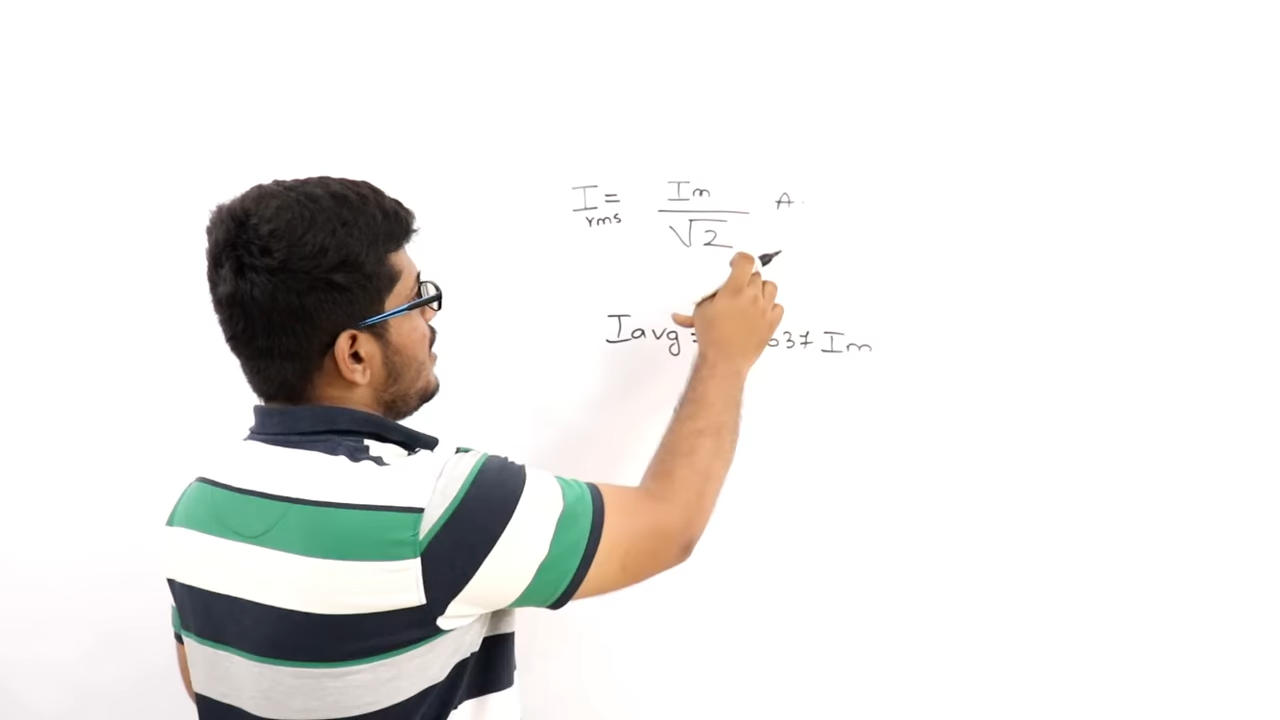 I rms = Im / √2 A.
Iavg = 637 Im